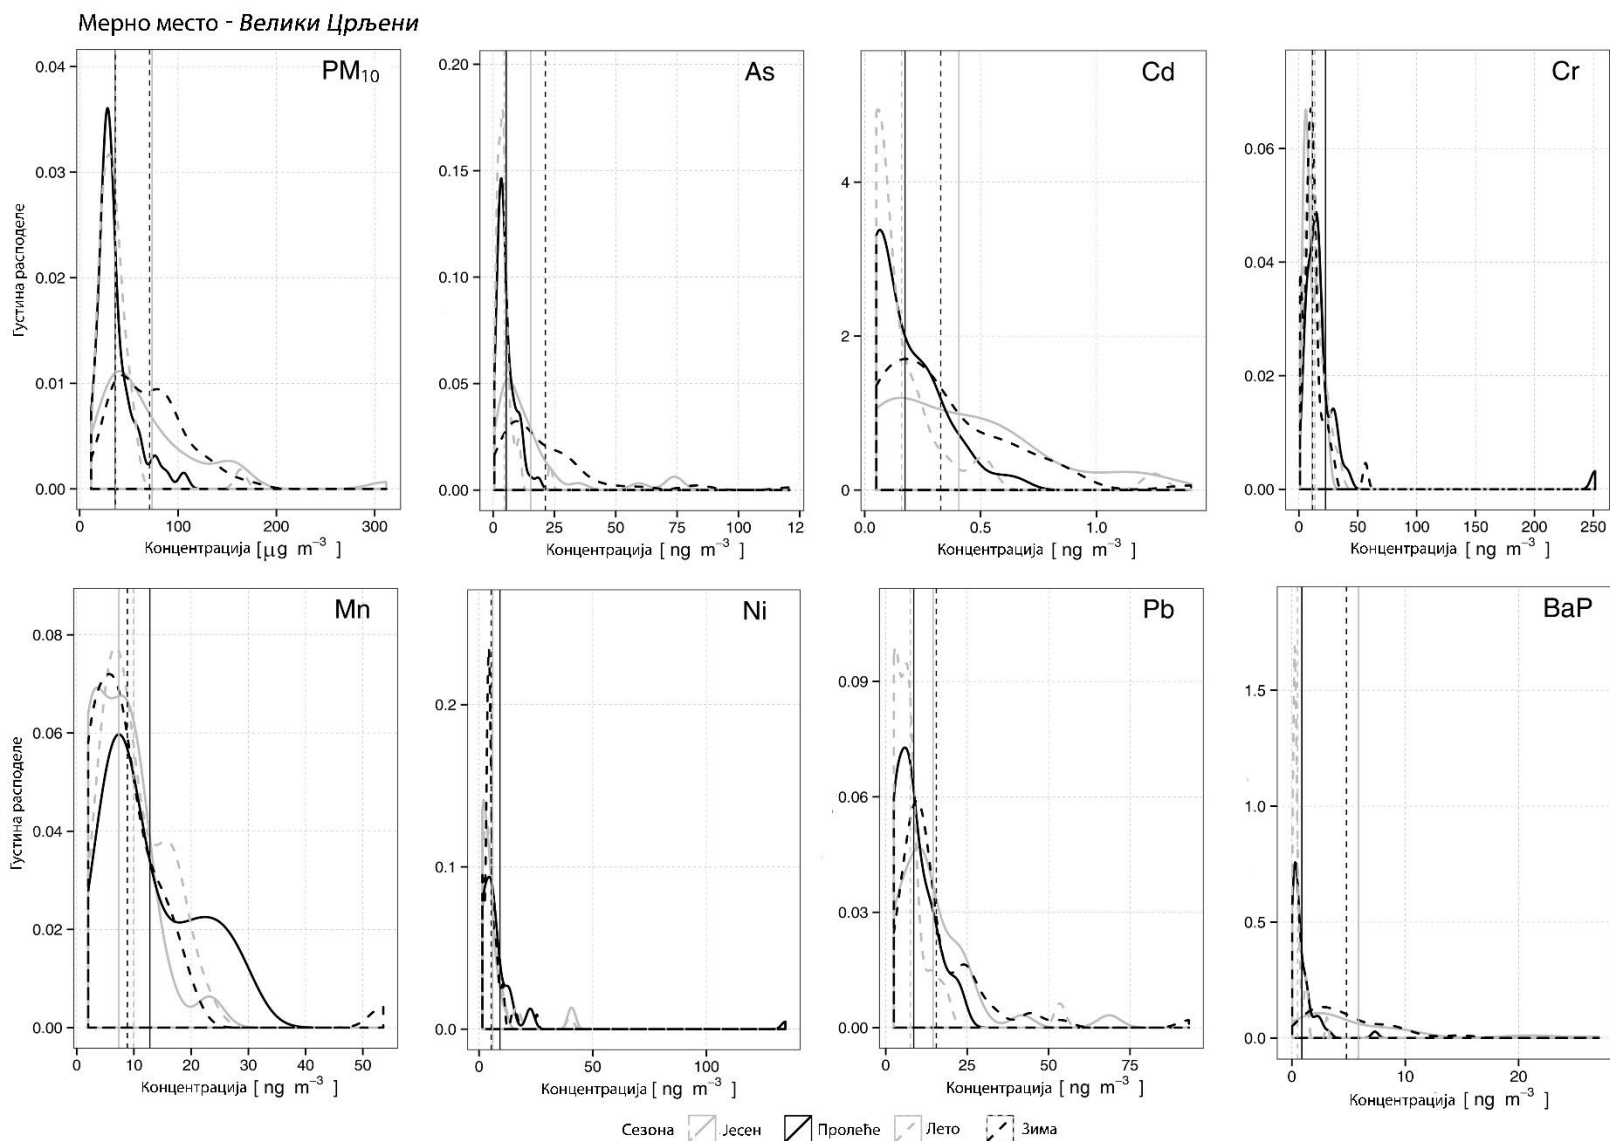 Мерно место - Велики Црљени
PM10 As Cd Cr
Густина расподеле
0.04
0.03
0.02
0.01
0.00
0 100 200 300
Концентрација [μg m−3]
0.20
0.15
0.10
0.05
0.00
0 25 50 75 100 12
Концентрација [ ng m−3 ]
4
2
0
0.0 0.5 1.0
Концентрација [ ng m−3 ]
0.06
0.04
0.02
0.00
0 50 100 150 200 250
Концентрација [ ng m−3 ]
Mn Ni Pb BaP
Густина расподеле
0.08
0.06
0.04
0.02
0.00
0 10 20 30 40 50
Концентрација [ ng m−3 ]
0.2
0.1
0.0
0 50 100
Концентрација [ ng m−3 ]
0.09
0.06
0.03
0.00
0 25 50 75
Концентрација [ ng m−3 ]
1.5
1.0
0.5
0.0
0 10 20
Концентрација [ ng m−3 ]
Сезона Јесен Пролеће Лето Зима